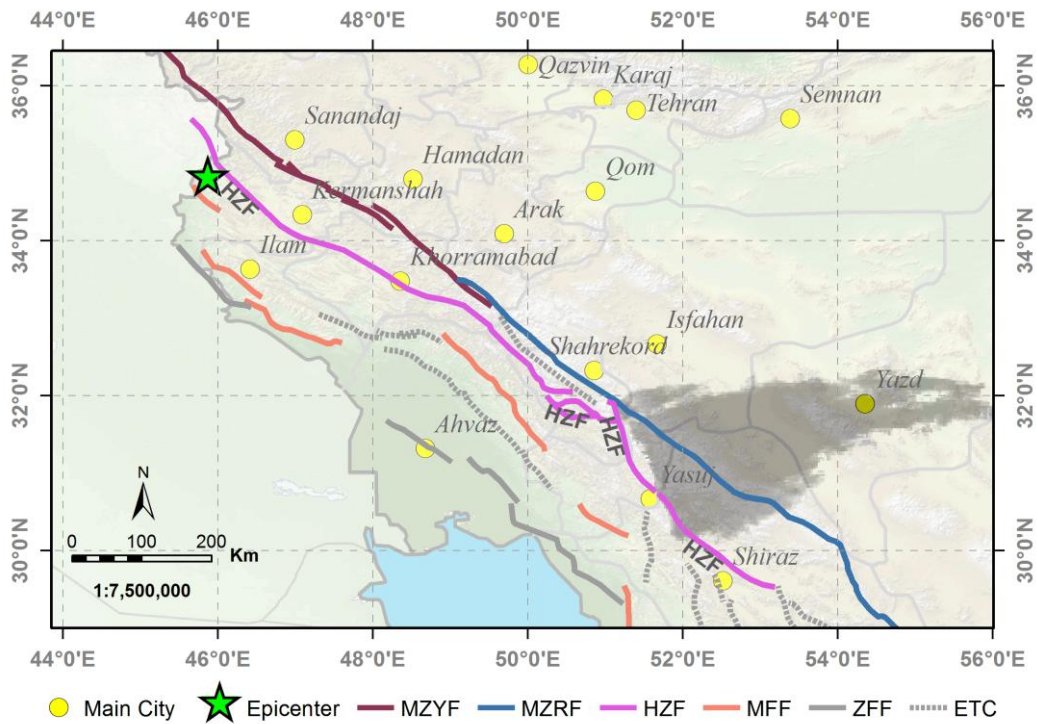 44°0'E 46°0'E 48°0'E 50°0'E 52°0'E 54°0'E 56°0'E
36°0'N
34°0'N
32°0'N
30°0'N
36°0'N
34°0'N
32°0'N
30°0'N
Qazvin
Karaj
Tehran
Semnan
Sanandaj
Hamadan
Qom
Kermanshah
HZF
Arak
Ilam
Khorramabad
Isfahan
Shahrekord
Yazd
HZF
HZF
Ahvaz
Yasuj
HZF
Shiraz
N
0 100 200
Km
1:7,500,000
44°0'E 46°0'E 48°0'E 50°0'E 52°0'E 54°0'E 56°0'E
Main City Epicenter MZYF MZRF HZF MFF ZFF ETC